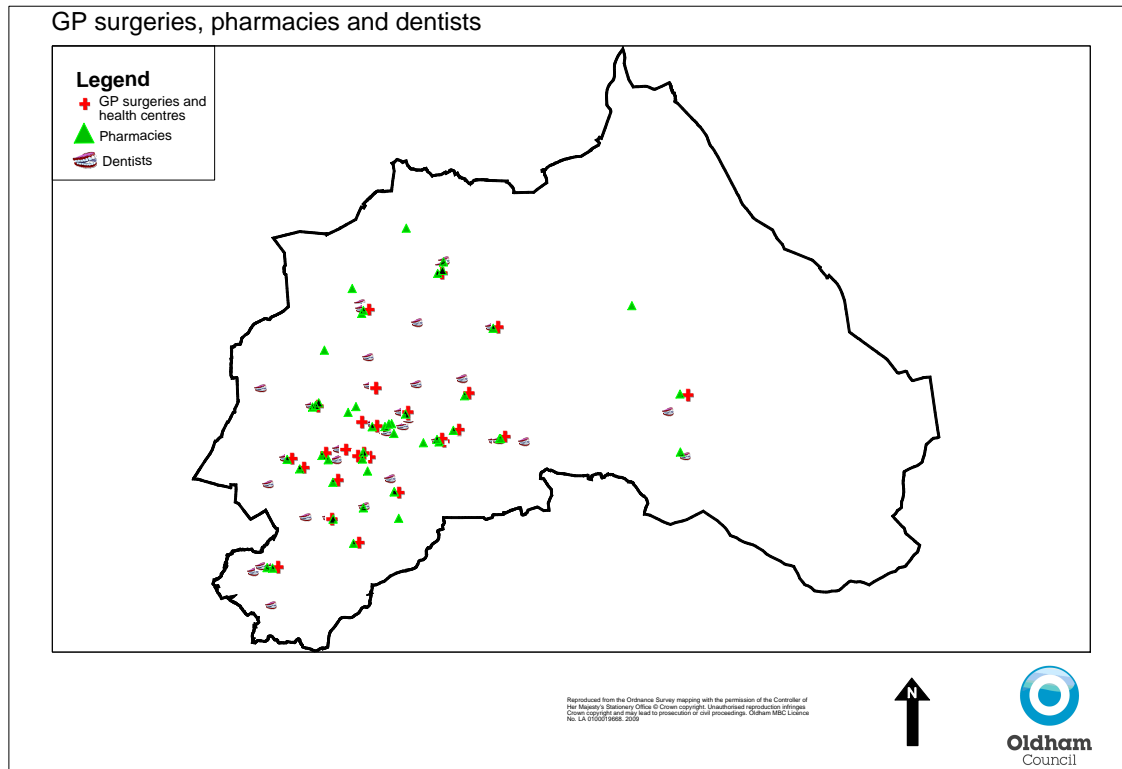 GP surgeries, pharmacies and dentists
Legend
GP surgeries and
health centres
Pharmacies
Dentists
Reproduced from the Ordnance Survey mapping with the permission of the Controller of
Her Majesty's Stationery Office © Crown copyright. Unauthorised reproduction infringes
Crown copyright and may lead to prosecution or civil proceedings. Oldham MBC Licence
No. LA 0100019668. 2009
N
Oldham
Council